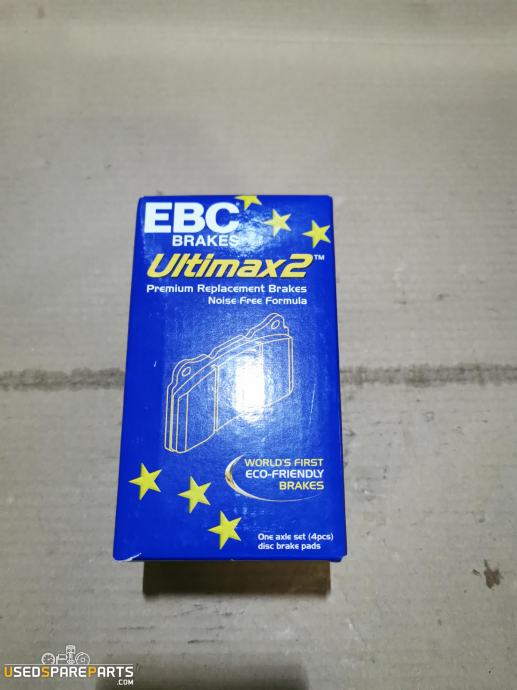 EBC
BRAKES
Ultimax2™
Premium Replacement Brakes
Noise Free Formula
WORLD'S FIRST
ECO-FRIENDLY
BRAKES
One axle set (4pcs)
disc brake pads
USEDSPAREPARTS
.COM